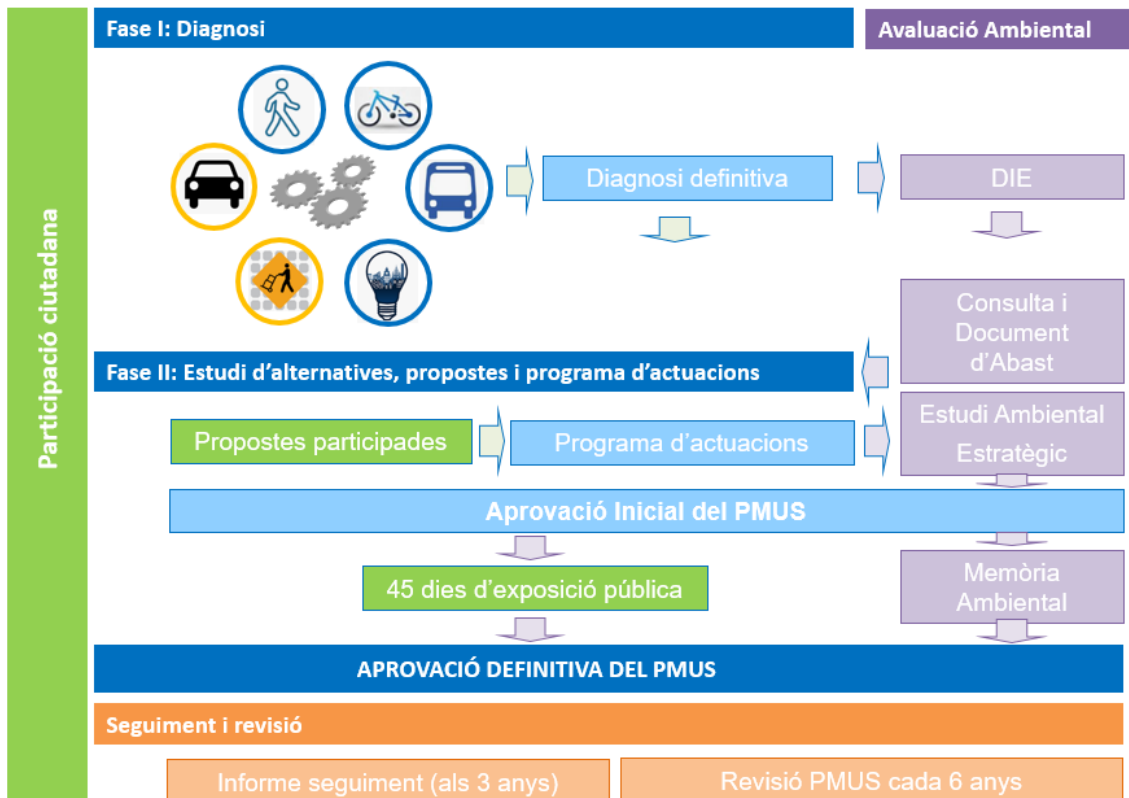 Participació ciutadana
Fase I: Diagnosi
Avaluació Ambiental
Diagnosi definitiva
DIE
Consulta i
Document
d'Abast
Fase II: Estudi d'alternatives, propostes i programa d'actuacions
Propostes participades
Programa d'actuacions
Estudi Ambiental
Estratègic
Aprovació Inicial del PMUS
45 dies d'exposició pública
Memòria
Ambiental
APROVACIÓ DEFINITIVA DEL PMUS
Seguiment i revisió
Informe seguiment (als 3 anys)
Revisió PMUS cada 6 anys